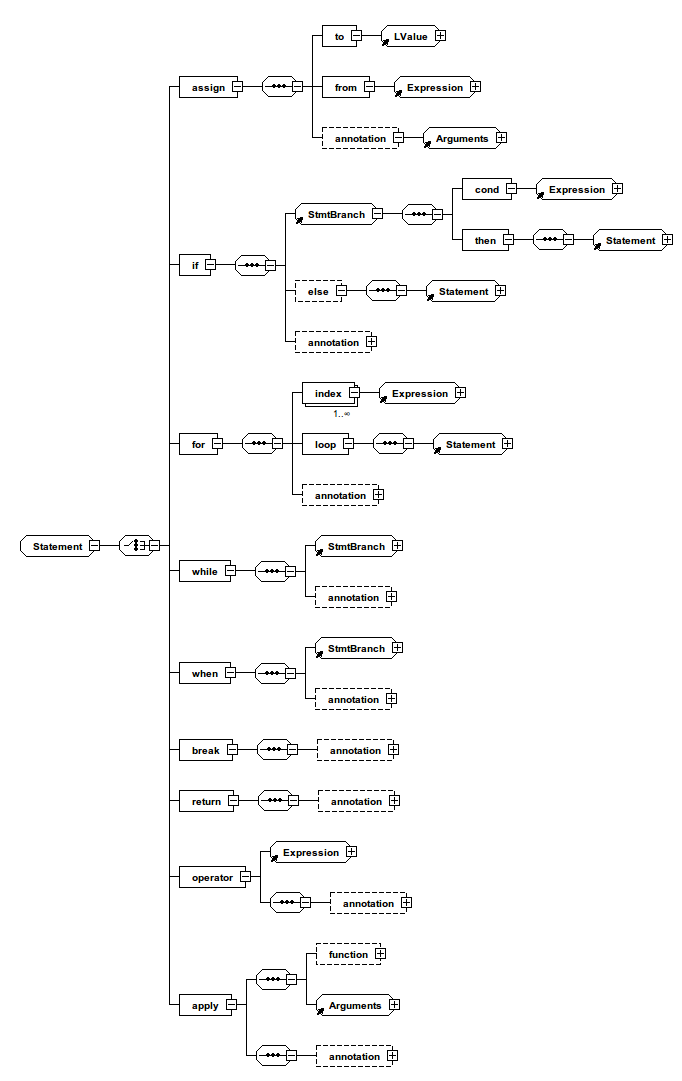 to
LValue
assign
from
Expression
annotation
Arguments
cond
Expression
StmtBranch
then
Statement
if
else
Statement
annotation
index
Expression
1..∞
for
loop
Statement
annotation
Statement
StmtBranch
while
annotation
StmtBranch
when
annotation
break
annotation
return
annotation
Expression
operator
annotation
function
apply
Arguments
annotation